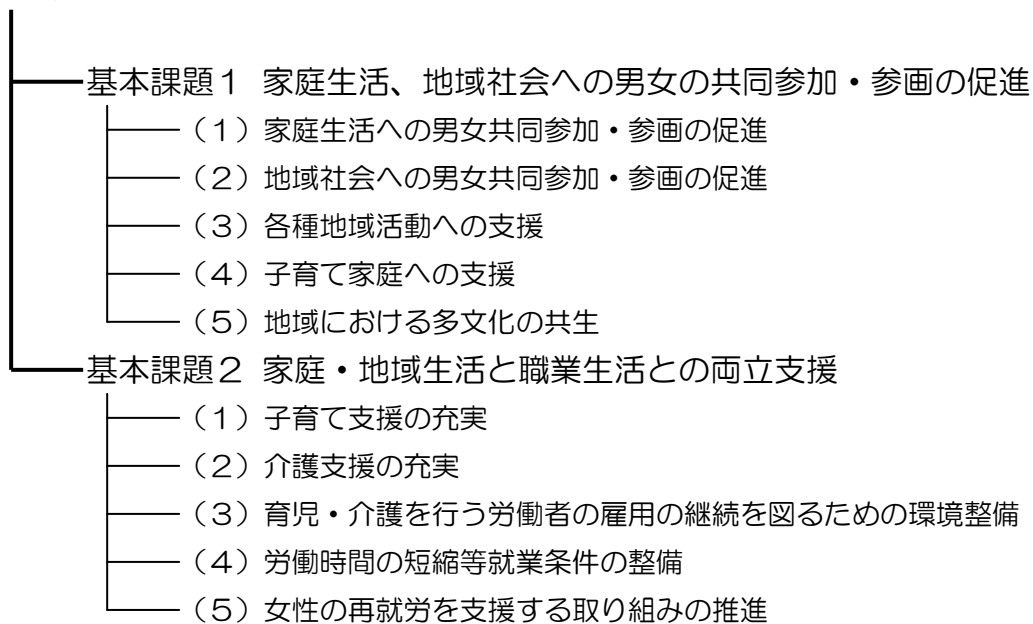 基本課題1 家庭生活、地域社会への男女の共同参加・参画の促進
（1）家庭生活への男女共同参加・参画の促進
（2）地域社会への男女共同参加・参画の促進
（3）各種地域活動への支援
（4）子育て家庭への支援
（5）地域における多文化の共生
基本課題2 家庭・地域生活と職業生活との両立支援
（1）子育て支援の充実
（2）介護支援の充実
（3）育児・介護を行う労働者の雇用の継続を図るための環境整備
（4）労働時間の短縮等就業条件の整備
（5）女性の再就労を支援する取り組みの推進